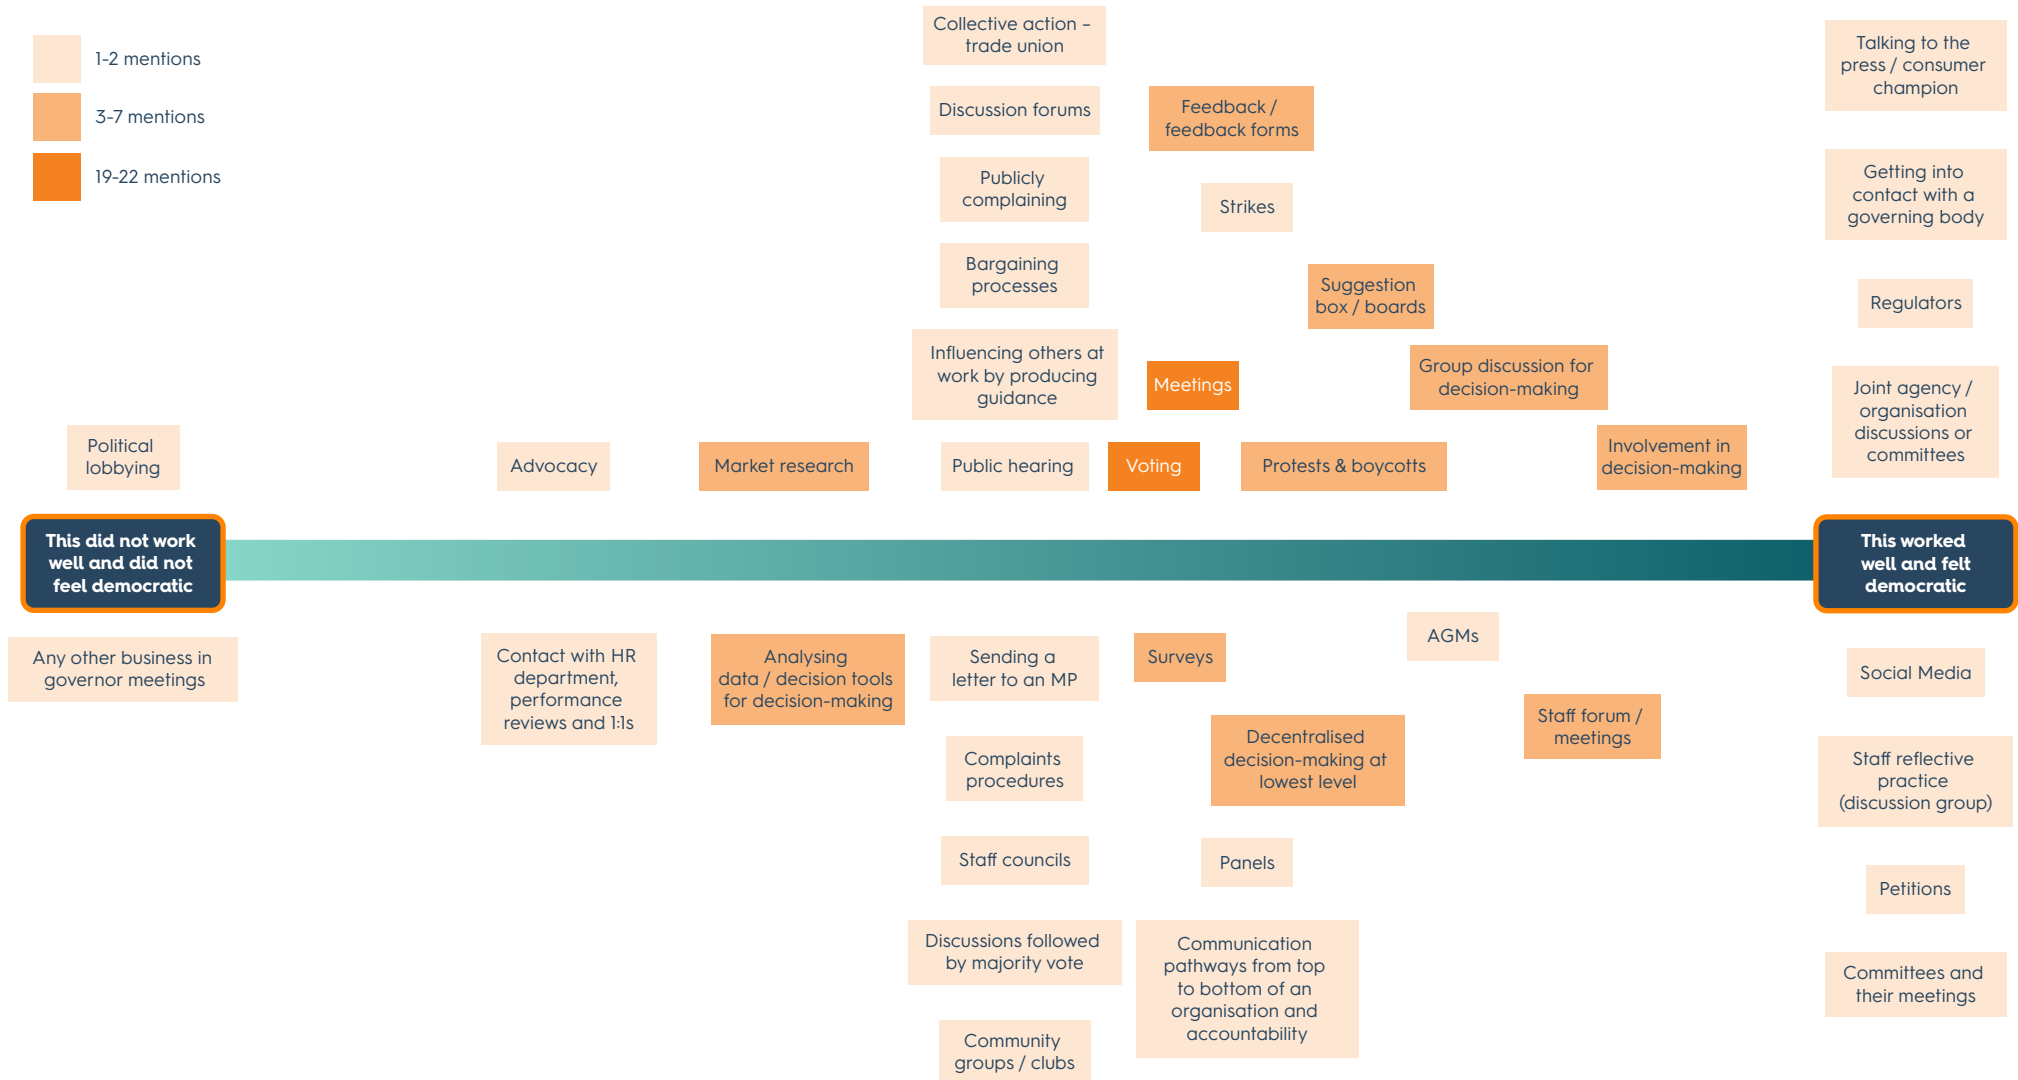 1-2 mentions
3-7 mentions
19-22 mentions
Collective action –
trade union
Discussion forums
Publicly
complaining
Bargaining
processes
Influencing others at
work by producing
guidance
Public hearing
Feedback /
feedback forms
Strikes
Suggestion
box / boards
Meetings
Group discussion for
decision-making
Voting
Protests & boycotts
Involvement in
decision-making
Talking to the
press / consumer
champion
Getting into
contact with a
governing body
Regulators
Joint agency /
organisation
discussions or
committees
Political
lobbying
Advocacy
Market research
This did not work
well and did not
feel democratic
This worked
well and felt
democratic
Any other business in
governor meetings
Contact with HR
department,
performance
reviews and 1:1s
Analysing
data / decision tools
for decision-making
Sending a
letter to an MP
Complaints
procedures
Staff councils
Discussions followed
by majority vote
Community
groups / clubs
Surveys
Decentralised
decision-making at
lowest level
Panels
Communication
pathways from top
to bottom of an
organisation and
accountability
AGMs
Staff forum /
meetings
Social Media
Staff reflective
practice
(discussion group)
Petitions
Committees and
their meetings